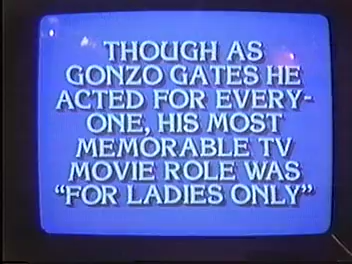 THOUGH AS
GONZO GATES HE
ACTED FOR EVERY-
ONE, HIS MOST
MEMORABLE TV
MOVIE ROLE WAS
"FOR LADIES ONLY"